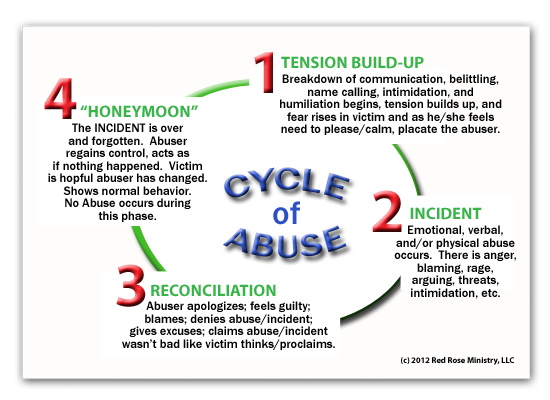 1 TENSION BUILD-UP
Breakdown of communication, belittling,
name calling, intimidation, and
humiliation begins, tension builds up, and
fear rises in victim and as he/she feels
need to please/calm, placate the abuser.
2 INCIDENT
Emotional, verbal,
and/or physical abuse
occurs.  There is anger,
blaming, rage,
arguing, threats,
intimidation, etc.
3 RECONCILIATION
Abuser apologizes; feels guilty;
blames; denies abuse/incident;
gives excuses; claims abuse/incident
wasn't bad like victim thinks/proclaims.
4 “HONEYMOON”
The INCIDENT is over
and forgotten.  Abuser
regains control, acts as
if nothing happened.  Victim
is hopful abuser has changed.
Shows normal behavior.
No Abuse occurs during
this phase.
CYCLE
of
ABUSE
(c) 2012 Red Rose Ministry, LLC